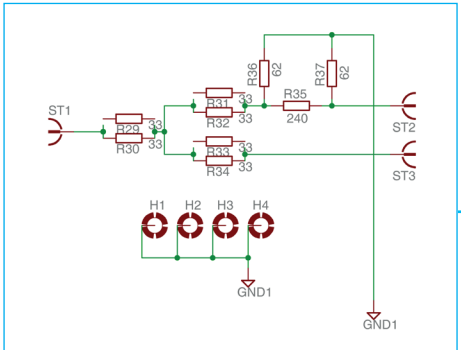 R36
62
R37
62
ST1
R31
33
R35
R29
33
R32
33
240
ST2
R30
33
R33
33
R34
33
ST3
H1 H2 H3 H4
GND1
GND1